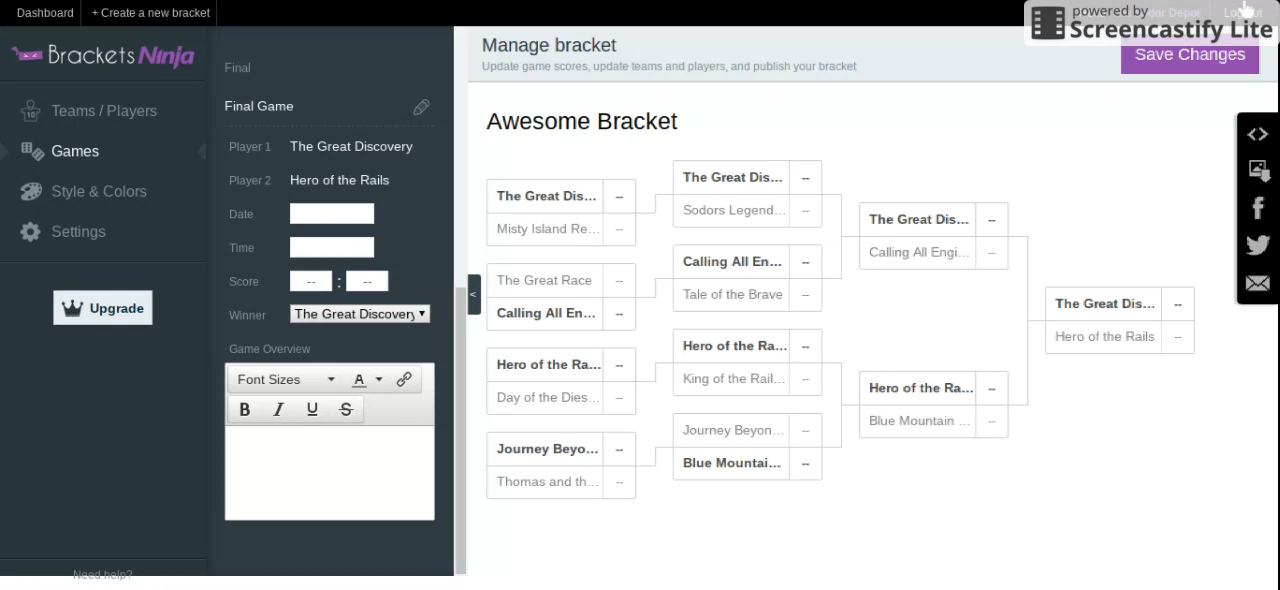 Dashboard
+ Create a new bracket
powered by
Screencastify Lite
Brackets Ninja
Teams / Players
Games
Style & Colors
Settings
Upgrade
Need help?
Final
Final Game
Player 1 The Great Discovery
Player 2 Hero of the Rails
Date
Time
Score -- : --
Winner The Great Discovery
Game Overview
Font Sizes A
B I U S
Manage bracket
Update game scores, update teams and players, and publish your bracket
Save Changes
Awesome Bracket
The Great Dis... --
Misty Island Re... --
The Great Race --
Calling All En... --
Hero of the Ra... --
Day of the Dies... --
Journey Beyo... --
Thomas and th... --
The Great Dis... --
Sodors Legend... --
Calling All En... --
Tale of the Brave --
Hero of the Ra... --
King of the Rail... --
Journey Beyon... --
Blue Mountai... --
The Great Dis... --
Calling All Engi... --
Hero of the Ra... --
Blue Mountain ... --
The Great Dis... --
Hero of the Rails --
<